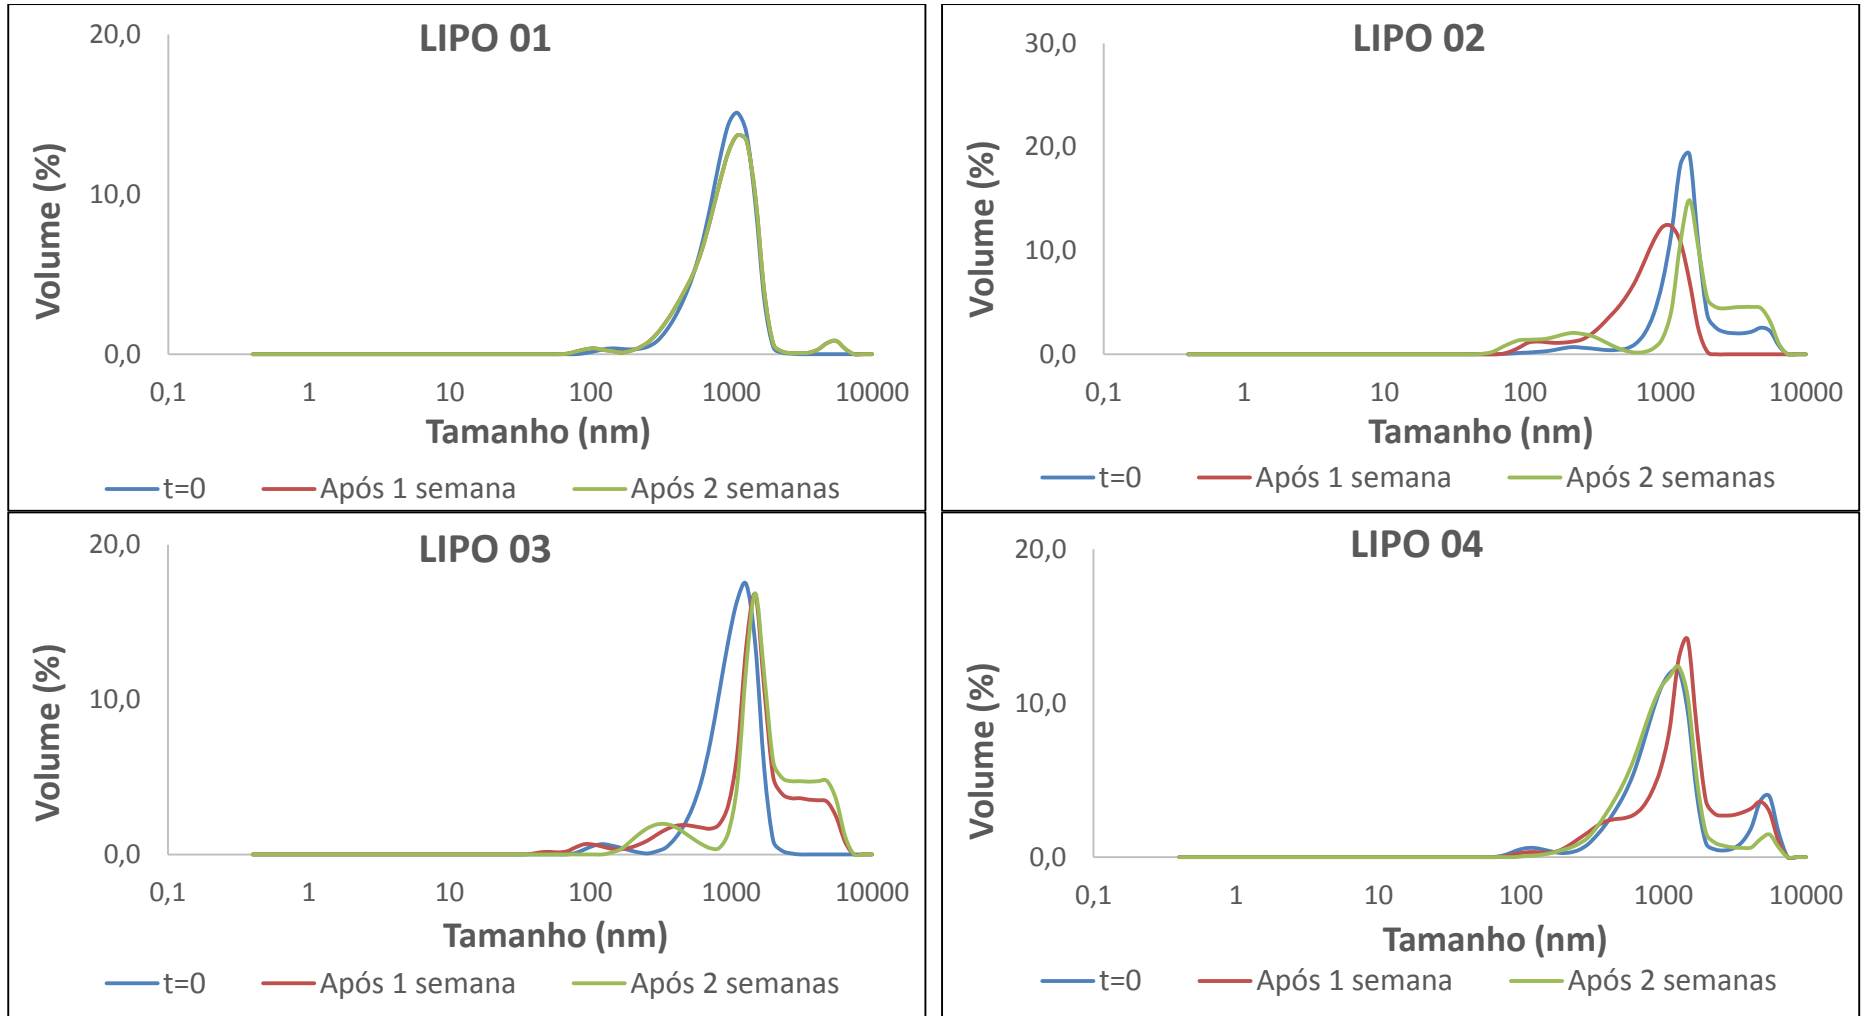 LIPO 01
20,0
10,0
0,0
Volume (%)
0,1 1 10 100 1000 10000
Tamanho (nm)
t=0 Após 1 semana Após 2 semanas
LIPO 02
30,0
20,0
10,0
0,0
Volume (%)
0,1 1 10 100 1000 10000
Tamanho (nm)
t=0 Após 1 semana Após 2 semanas
LIPO 03
20,0
10,0
0,0
Volume (%)
0,1 1 10 100 1000 10000
Tamanho (nm)
t=0 Após 1 semana Após 2 semanas
LIPO 04
20,0
10,0
0,0
Volume (%)
0,1 1 10 100 1000 10000
Tamanho (nm)
t=0 Após 1 semana Após 2 semanas